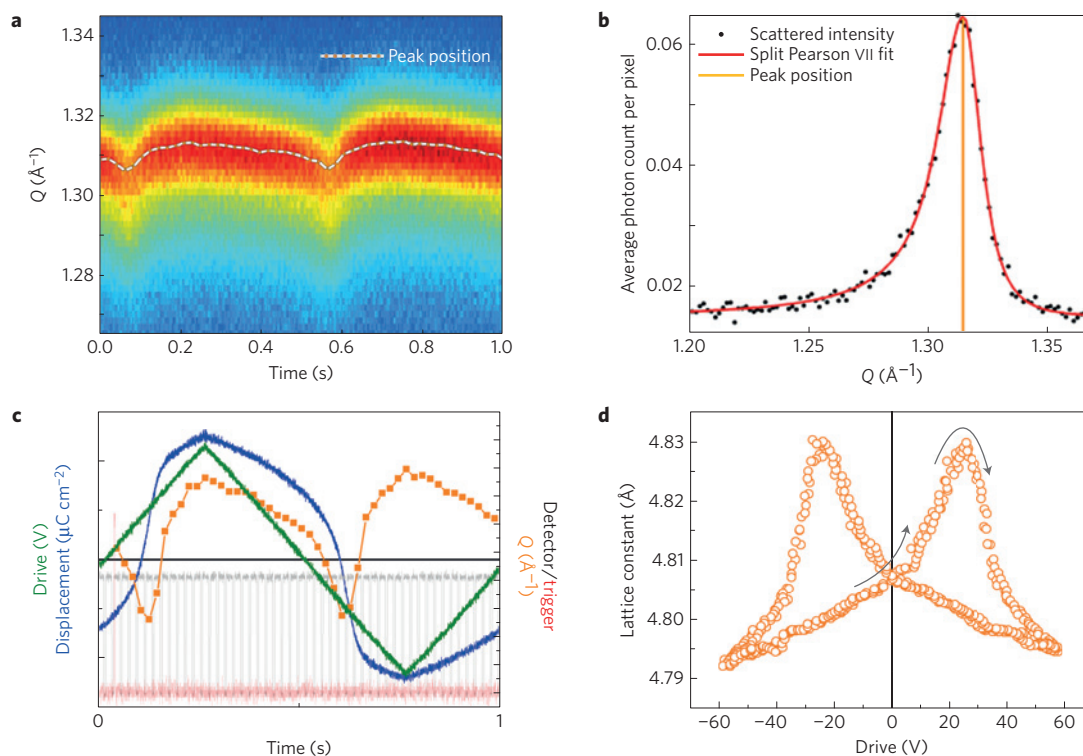 a
1.34
1.32
1.30
1.28
Q (Å⁻¹)
Peak position
0.0 0.2 0.4 0.6 0.8 1.0
Time (s)
b
0.06
0.04
0.02
Average photon count per pixel
Scattered intensity
Split Pearson VII fit
Peak position
1.20 1.25 1.30 1.35
Q (Å⁻¹)
c
Drive (V)
Displacement (μC cm⁻²)
Detector/trigger
Q (Å⁻¹)
0 1
Time (s)
d
4.83
4.82
4.81
4.80
4.79
Lattice constant (Å)
−60 −40 −20 0 20 40 60
Drive (V)